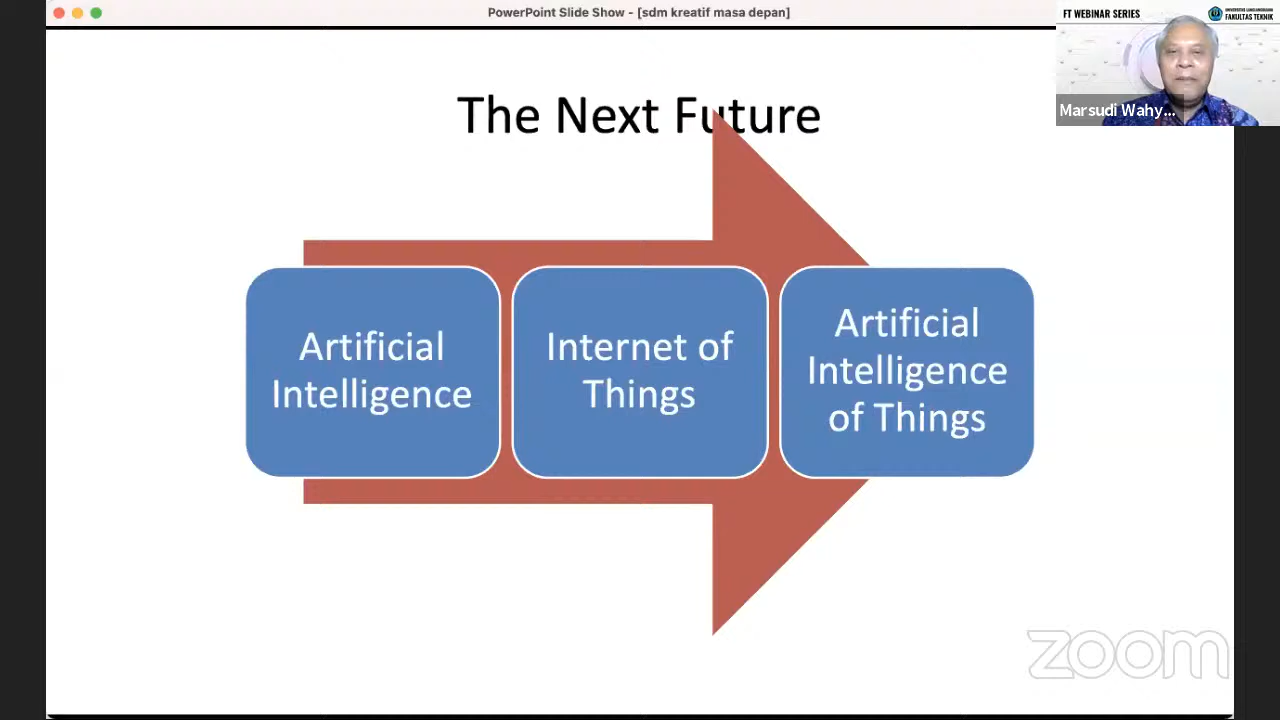 PowerPoint Slide Show - [sdm kreatif masa depan]
FT WEBINAR SERIES
FAKULTAS TEKNIK
Marsudi Wahy...
The Next Future
Artificial
Intelligence
Internet of
Things
Artificial
Intelligence
of Things
zoom